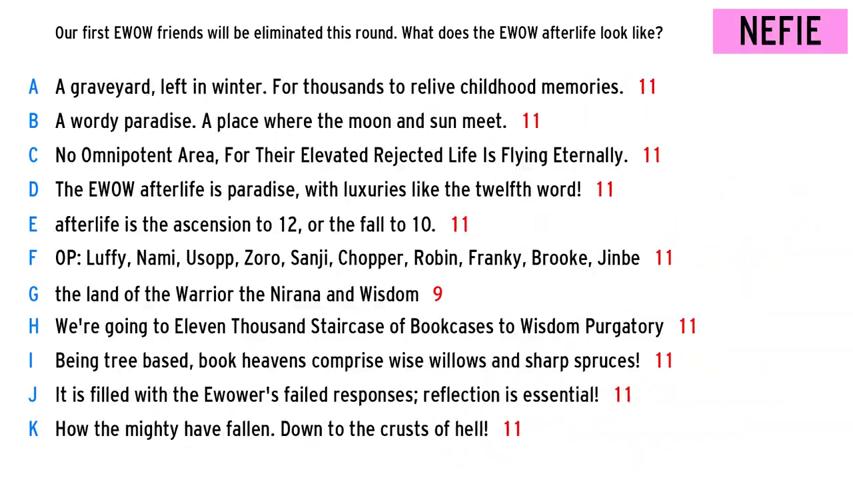 Our first EWOW friends will be eliminated this round. What does the EWOW afterlife look like?
NEFIE
A A graveyard, left in winter. For thousands to relive childhood memories. 11
B A wordy paradise. A place where the moon and sun meet. 11
C No Omnipotent Area, For Their Elevated Rejected Life Is Flying Eternally. 11
D The EWOW afterlife is paradise, with luxuries like the twelfth word! 11
E afterlife is the ascension to 12, or the fall to 10. 11
F OP: Luffy, Nami, Usopp, Zoro, Sanji, Chopper, Robin, Franky, Brooke, Jinbe 11
G the land of the Warrior the Nirana and Wisdom 9
H We're going to Eleven Thousand Staircase of Bookcases to Wisdom Purgatory 11
I Being tree based, book heavens comprise wise willows and sharp spruces! 11
J It is filled with the Ewower's failed responses; reflection is essential! 11
K How the mighty have fallen. Down to the crusts of hell! 11